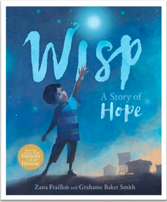 Wisp
A Story of
Hope
Zana Fraillon and Grahame Baker Smith